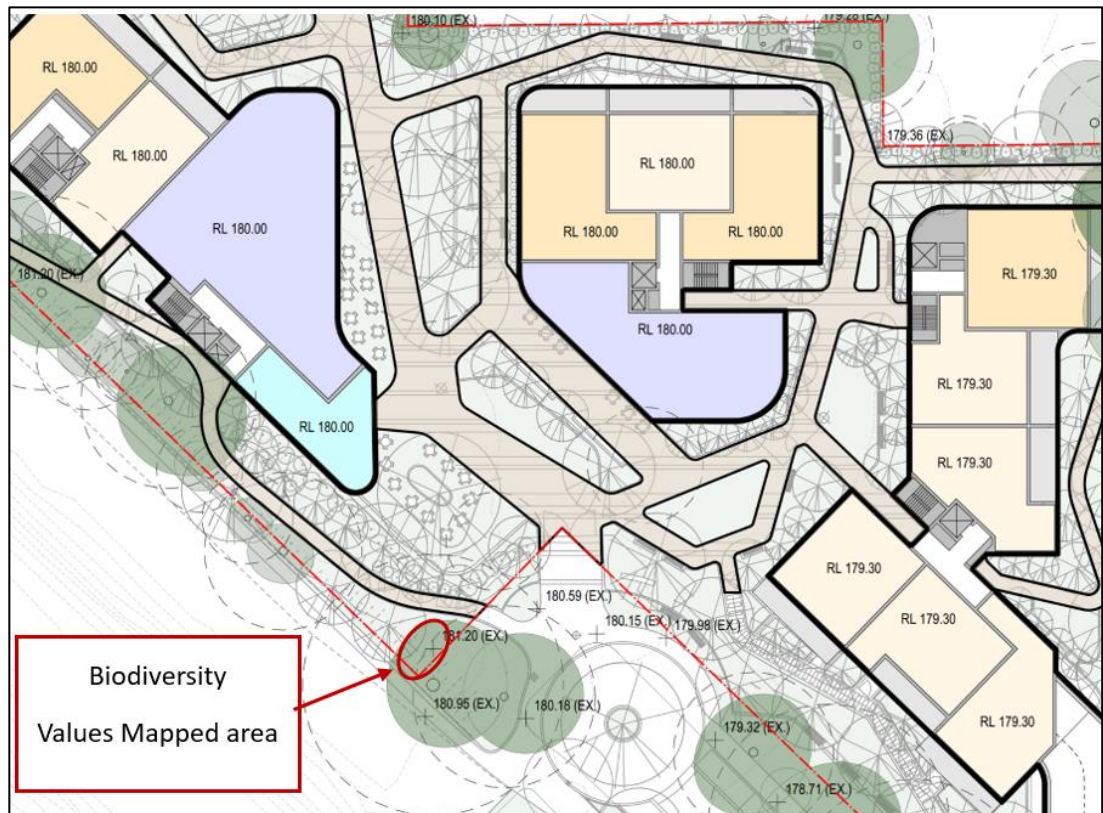 180.10 (EX.)
179.28 (EX.)
RL 180.00
179.36 (EX.)
RL 180.00
RL 180.00
RL 180.00
RL 180.00
RL 180.00
181.20 (EX.)
RL 179.30
RL 180.00
RL 179.30
RL 180.00
RL 179.30
RL 179.30
180.59 (EX.)
180.15 (EX.)
179.98 (EX.)
RL 179.30
181.20 (EX.)
Biodiversity
Values Mapped area
180.95 (EX.)
180.18 (EX.)
179.32 (EX.)
RL 179.30
178.71 (EX.)